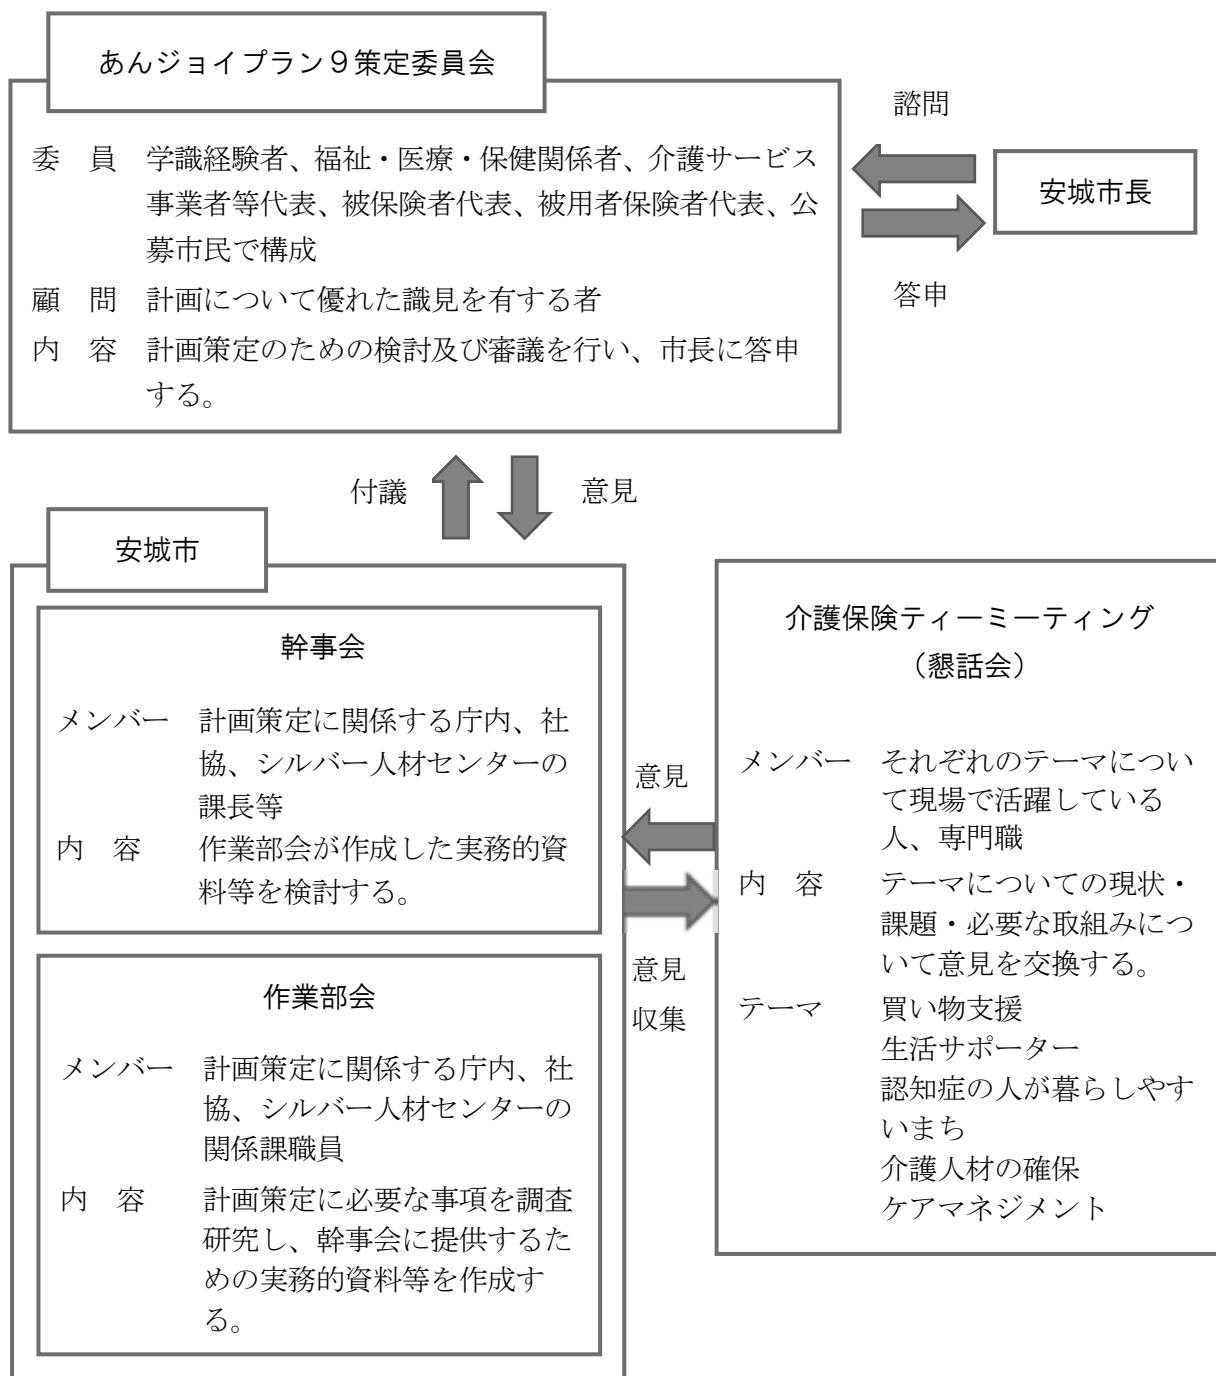 あんジョイプラン９策定委員会
委　員　学識経験者、福祉・医療・保健関係者、介護サービス
事業者等代表、被保険者代表、被用者保険者代表、公
募市民で構成
顧　問　計画について優れた識見を有する者
内　容　計画策定のための検討及び審議を行い、市長に答申
する。
諮問
安城市長
答申
付議
意見
安城市
幹事会
メンバー　計画策定に関係する庁内、社
協、シルバー人材センターの
課長等
内　容　作業部会が作成した実務的資
料等を検討する。
作業部会
メンバー　計画策定に関係する庁内、社
協、シルバー人材センターの
関係課職員
内　容　計画策定に必要な事項を調査
研究し、幹事会に提供するた
めの実務的資料等を作成す
る。
意見
意見
収集
介護保険ティーミーティング
（懇話会）
メンバー　それぞれのテーマについ
て現場で活躍している
人、専門職
内　容　テーマについての現状・
課題・必要な取組みにつ
いて意見を交換する。
テーマ　買い物支援
生活サポーター
認知症の人が暮らしやす
いまち
介護人材の確保
ケアマネジメント